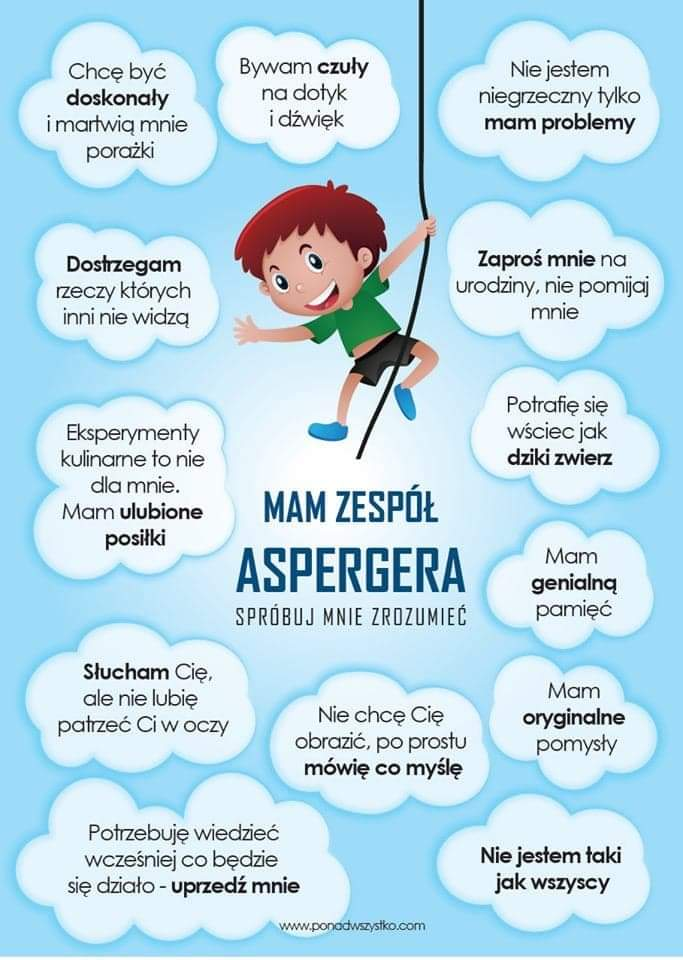 Chcę być
doskonały
i martwią mnie
porażki
Bywam czuły
na dotyk
i dźwięk
Nie jestem
niegrzeczny tylko
mam problemy
Dostrzegam
rzeczy których
inni nie widzą
Zaproś mnie na
urodziny, nie pomijaj
mnie
Eksperymenty
kulinarne to nie
dla mnie.
Mam ulubione
posiłki
Potrafię się
wściec jak
dziki zwierz
MAM ZESPÓŁ
ASPERGERA
SPRÓBUJ MNIE ZROZUMIEĆ
Mam
genialną
pamięć
Słucham Cię,
ale nie lubię
patrzeć Ci w oczy
Nie chcę Cię
obrazić, po prostu
mówię co myślę
Mam
oryginalne
pomysły
Potrzebuję wiedzieć
wcześniej co będzie
się działo - uprzedź mnie
Nie jestem taki
jak wszyscy
www.ponadwszystko.com